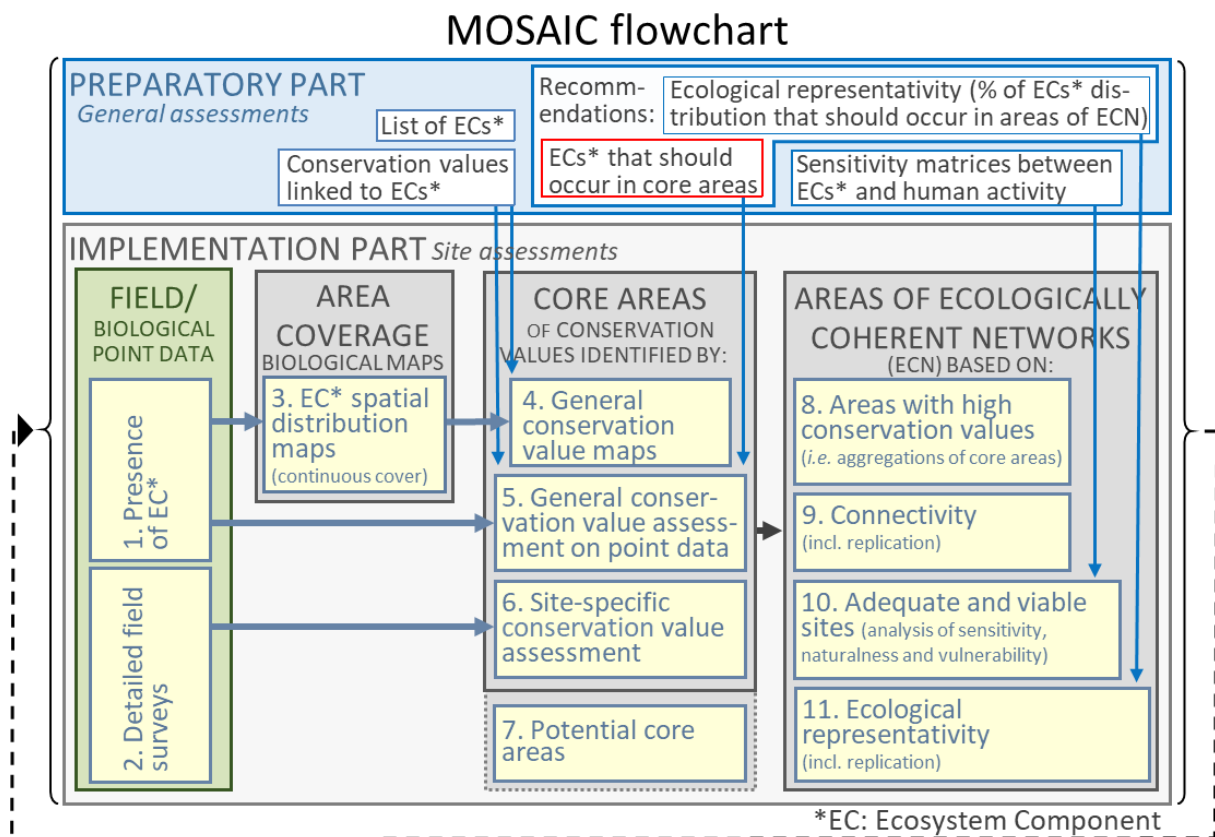 MOSAIC flowchart
PREPARATORY PART
General assessments
List of ECs*
Conservation values
linked to ECs*
Recomm-
endations:
Ecological representativity (% of ECs* dis-
tribution that should occur in areas of ECN)
ECs* that should
occur in core areas
Sensitivity matrices between
ECs* and human activity
IMPLEMENTATION PART Site assessments
FIELD/
BIOLOGICAL
POINT DATA
1. Presence
of EC*
2. Detailed field
surveys
AREA
COVERAGE
BIOLOGICAL MAPS
3. EC* spatial
distribution
maps
(continuous cover)
CORE AREAS
OF CONSERVATION
VALUES IDENTIFIED BY:
4. General
conservation
value maps
5. General conser-
vation value assess-
ment on point data
6. Site-specific
conservation value
assessment
7. Potential core
areas
AREAS OF ECOLOGICALLY
COHERENT NETWORKS
(ECN) BASED ON:
8. Areas with high
conservation values
(i.e. aggregations of core areas)
9. Connectivity
(incl. replication)
10. Adequate and viable
sites (analysis of sensitivity,
naturalness and vulnerability)
11. Ecological
representativity
(incl. replication)
*EC: Ecosystem Component